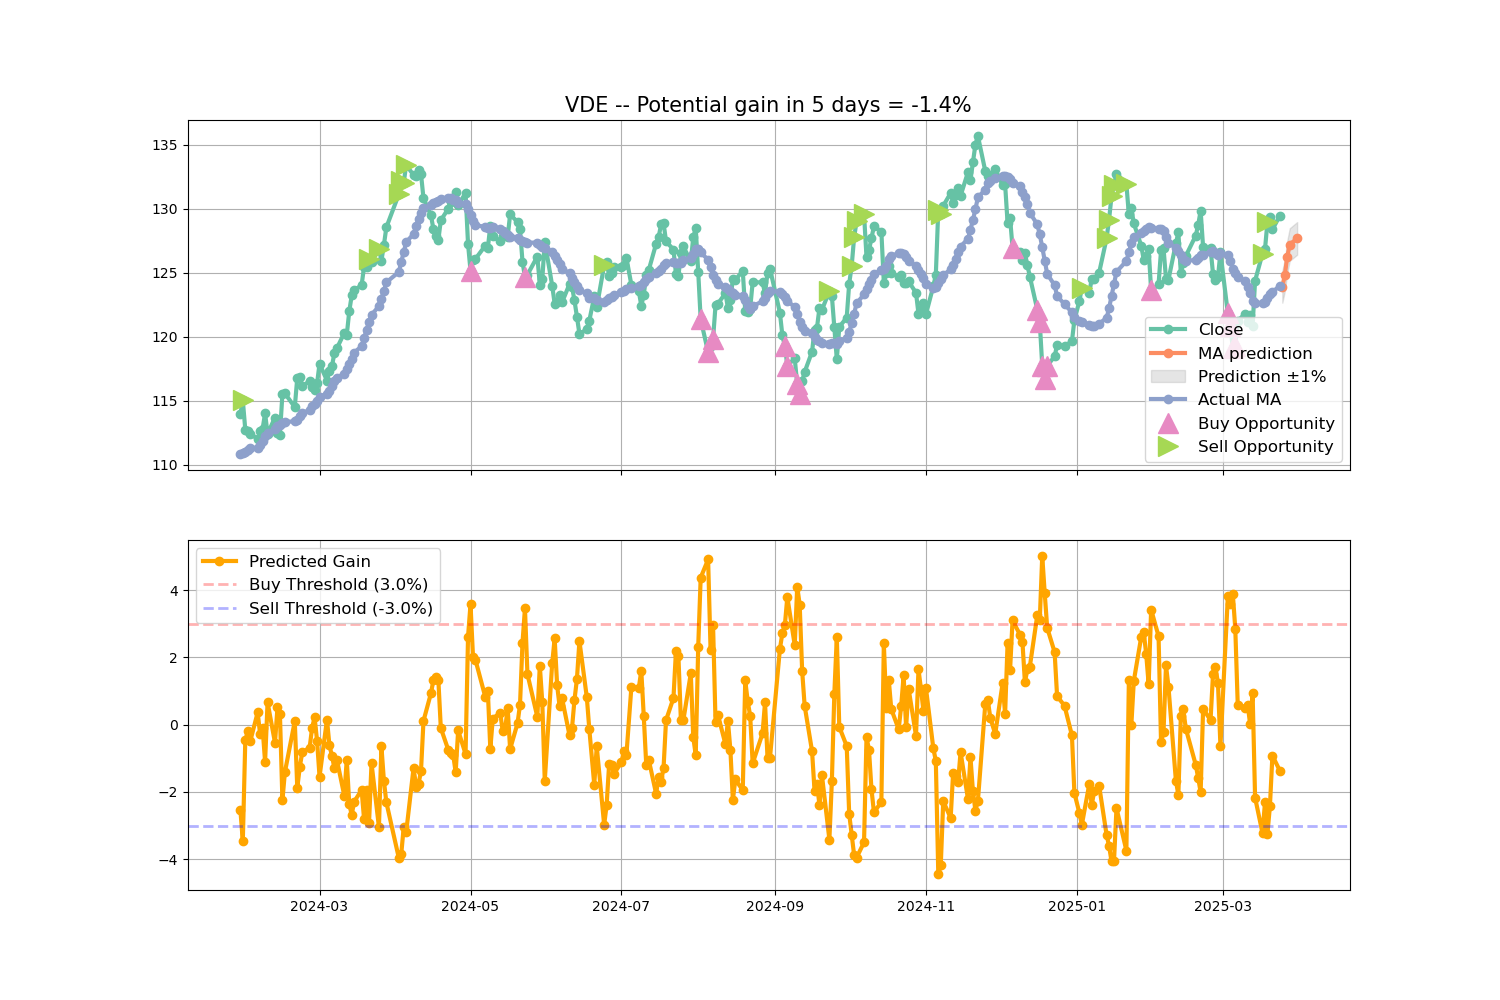 VDE -- Potential gain in 5 days = -1.4%
135
130
125
120
115
110
Close
MA prediction
Prediction ±1%
Actual MA
Buy Opportunity
Sell Opportunity
Predicted Gain
Buy Threshold (3.0%)
Sell Threshold (-3.0%)
4
2
0
−2
−4
2024-03 2024-05 2024-07 2024-09 2024-11 2025-01 2025-03